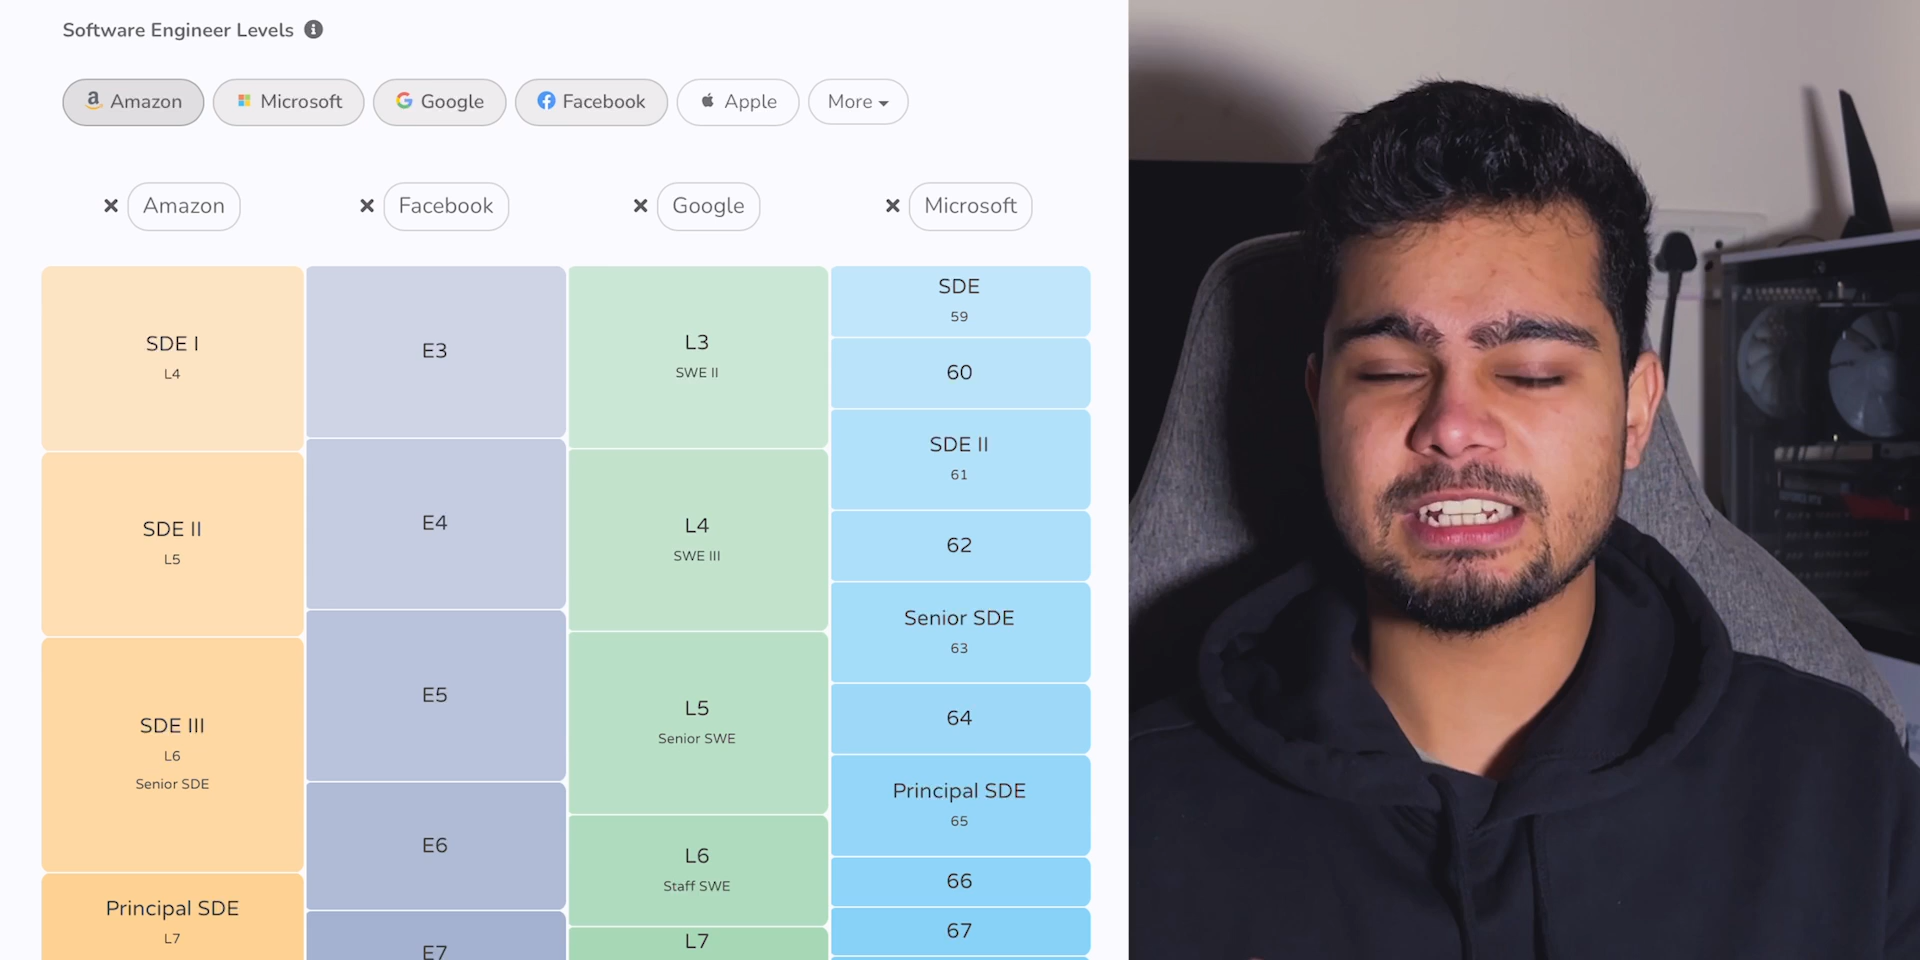 Software Engineer Levels
Amazon Microsoft Google Facebook Apple More
Amazon Facebook Google Microsoft
SDE I
L4
SDE II
L5
SDE III
L6
Senior SDE
Principal SDE
L7
E3
E4
E5
E6
E7
L3
SWE II
L4
SWE III
L5
Senior SWE
L6
Staff SWE
L7
SDE
59
60
SDE II
61
62
Senior SDE
63
64
Principal SDE
65
66
67